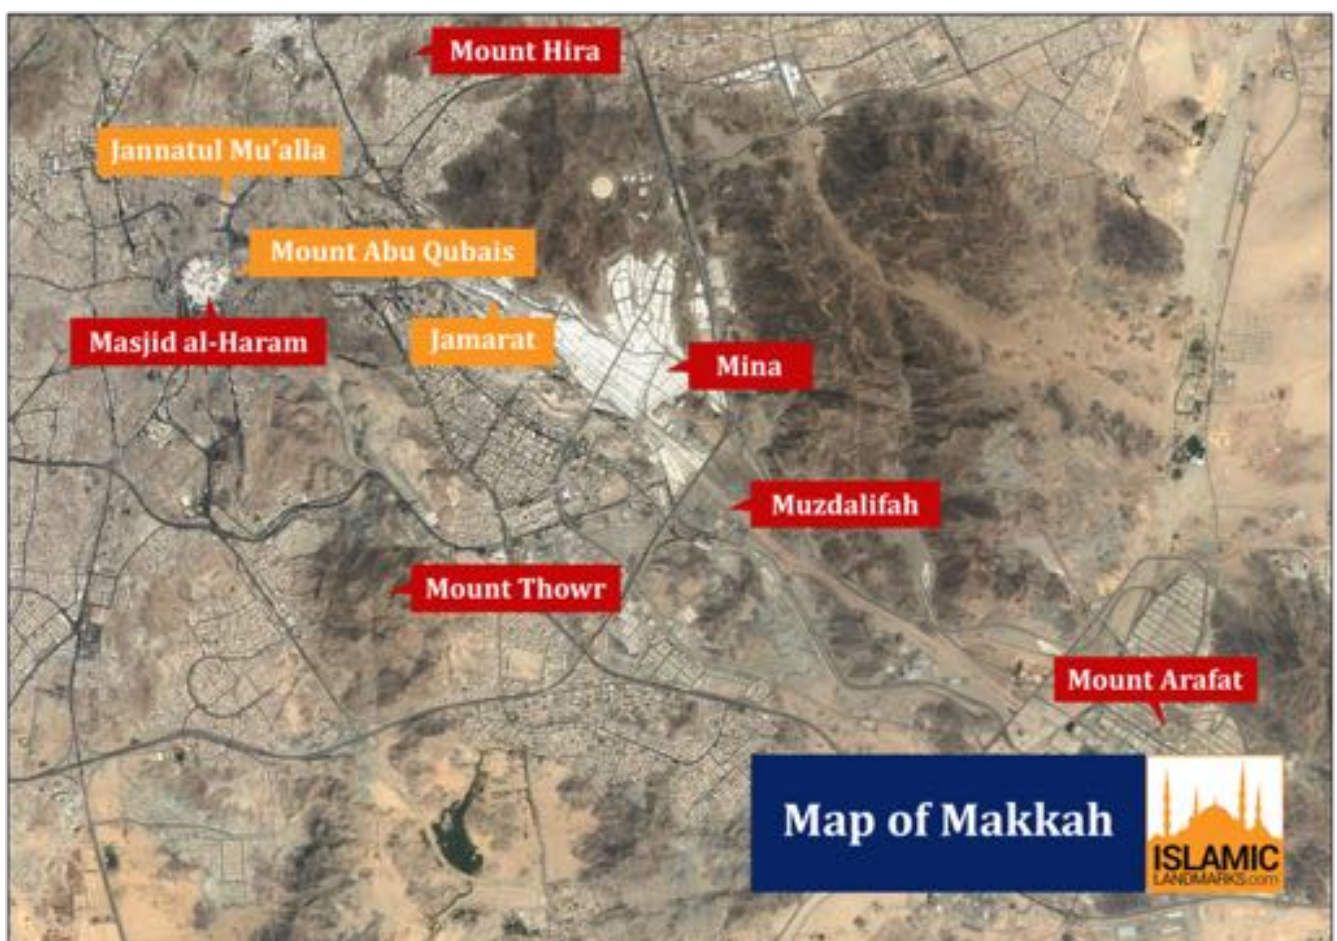 Mount Hira
Jannatul Mu'alla
Mount Abu Qubais
Masjid al-Haram
Jamarat
Mina
Muzdalifah
Mount Thowr
Mount Arafat
Map of Makkah
ISLAMIC
LANDMARKS.com